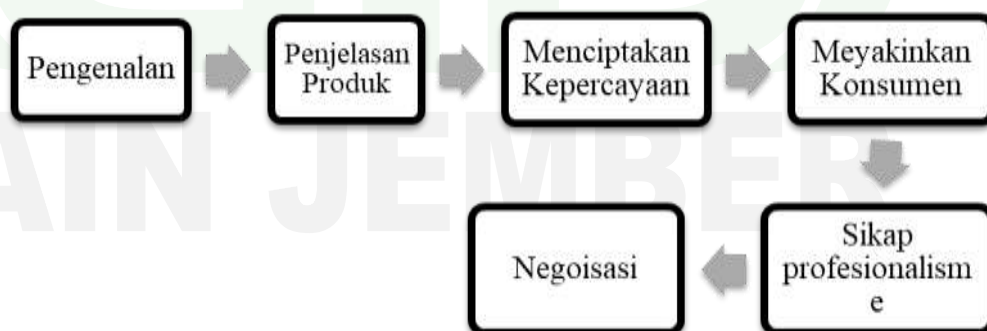 Pengenalan
Penjelasan
Produk
Menciptakan
Kepercayaan
Meyakinkan
Konsumen
AIN JEMBER
Sikap
profesionalism
e
Negoisasi